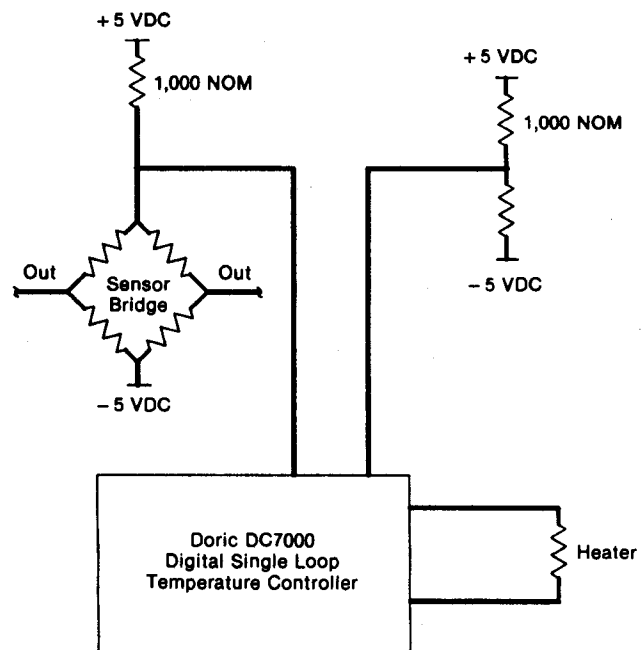 + 5 VDC
1,000 NOM
+ 5 VDC
1,000 NOM
Out
Sensor
Bridge
Out
– 5 VDC
– 5 VDC
Doric DC7000
Digital Single Loop
Temperature Controller
Heater